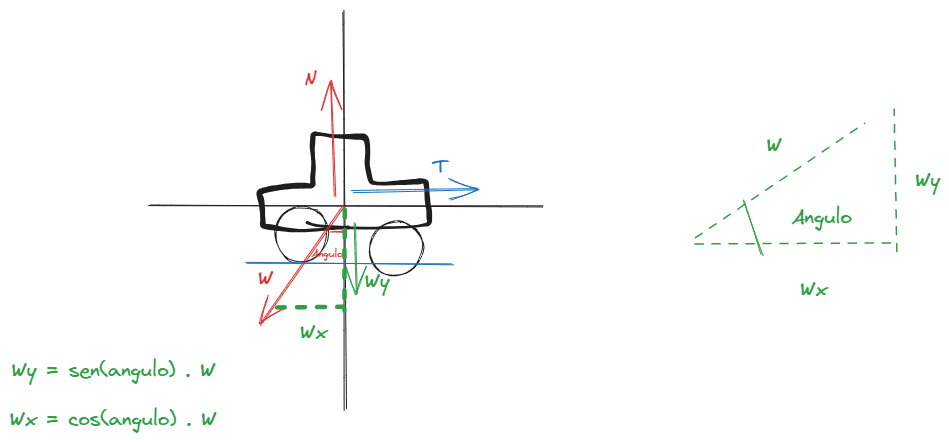 N
T
W
Wy
Angulo
Wy
Angulo
W
Wx
Wx
Wy = sen(angulo) . W
Wx = cos(angulo) . W